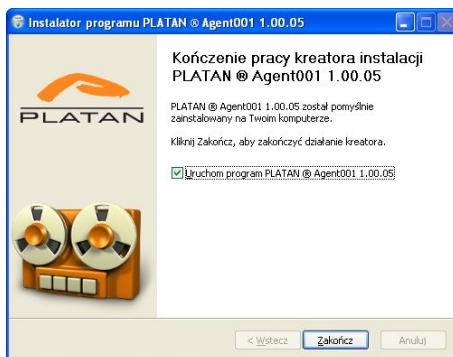 Instalator programu PLATAN ® Agent001 1.00.05
PLATAN
Kończenie pracy kreatora instalacji
PLATAN ® Agent001 1.00.05
PLATAN ® Agent001 1.00.05 został pomyślnie
zainstalowany na Twoim komputerze.
Kliknij Zakończ, aby zakończyć działanie kreatora.
Uruchom program PLATAN ® Agent001 1.00.05
< Wstecz
Zakończ
Anuluj